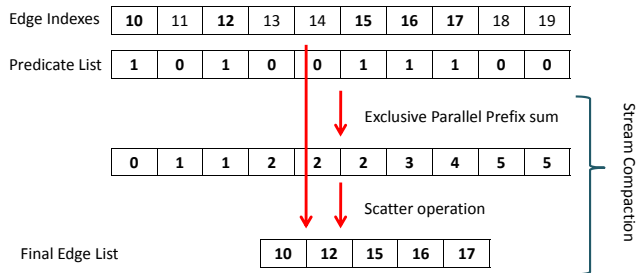 Edge Indexes 10 11 12 13 14 15 16 17 18 19
Predicate List 1 0 1 0 0 1 1 1 0 0
Exclusive Parallel Prefix sum
0 1 1 2 2 2 3 4 5 5
Scatter operation
Final Edge List 10 12 15 16 17
Stream Compaction